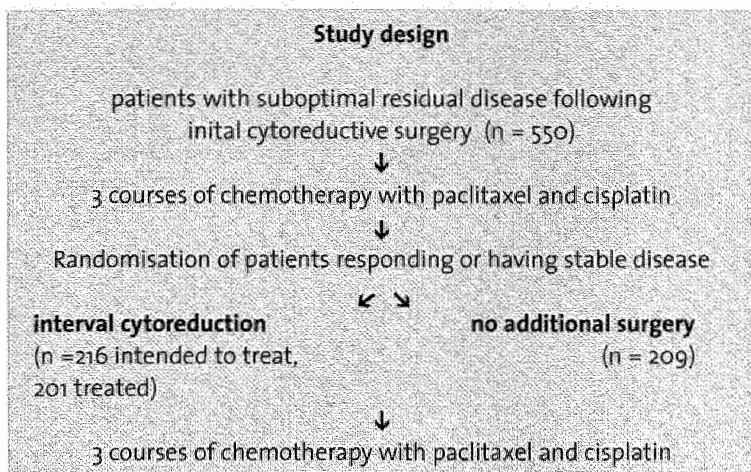 Study design
patients with suboptimal residual disease following
inital cytoreductive surgery (n = 550)
↓
3 courses of chemotherapy with paclitaxel and cisplatin
↓
Randomisation of patients responding or having stable disease
↙ ↘
interval cytoreduction
(n =216 intended to treat,
201 treated)
no additional surgery
(n = 209)
↓
3 courses of chemotherapy with paclitaxel and cisplatin